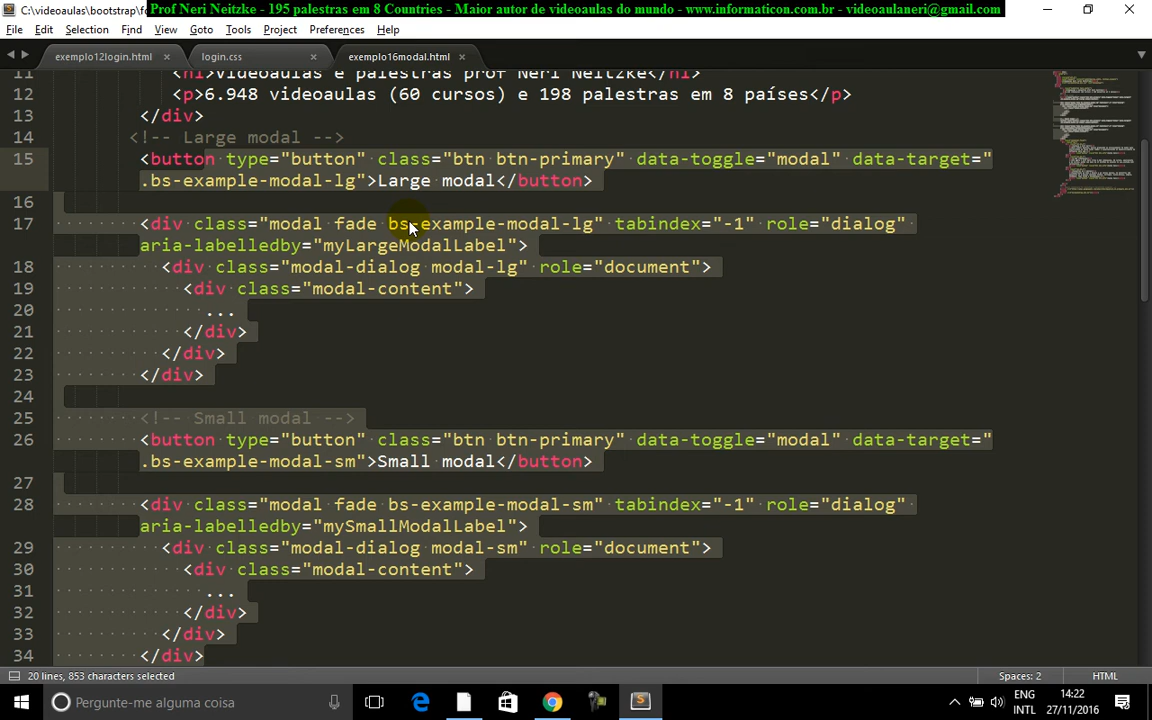 C:\videoaulas\bootstrap\fo
Prof Neri Neitzke - 195 palestras em 8 Countries - Maior autor de videoaulas do mundo - www.informaticon.com.br - videoaulaneri@gmail.com
File Edit Selection Find View Goto Tools Project Preferences Help
exemplo12login.html × login.css × exemplo16modal.html ×
11 <h1>Videoaulas e palestras prof Neri Neitzke</h1>
12 <p>6.948 videoaulas (60 cursos) e 198 palestras em 8 países</p>
13 </div>
14 <!-- Large modal -->
15 <button type="button" class="btn btn-primary" data-toggle="modal" data-target="
.bs-example-modal-lg">Large modal</button>
16
17 <div class="modal fade bs-example-modal-lg" tabindex="-1" role="dialog"
aria-labelledby="myLargeModalLabel">
18 <div class="modal-dialog modal-lg" role="document">
19 <div class="modal-content">
20 ...
21 </div>
22 </div>
23 </div>
24
25 <!-- Small modal -->
26 <button type="button" class="btn btn-primary" data-toggle="modal" data-target="
.bs-example-modal-sm">Small modal</button>
27
28 <div class="modal fade bs-example-modal-sm" tabindex="-1" role="dialog"
aria-labelledby="mySmallModalLabel">
29 <div class="modal-dialog modal-sm" role="document">
30 <div class="modal-content">
31 ...
32 </div>
33 </div>
34 </div>
20 lines, 853 characters selected Spaces: 2 HTML
Pergunte-me alguma coisa ENG 14:22
INTL 27/11/2016